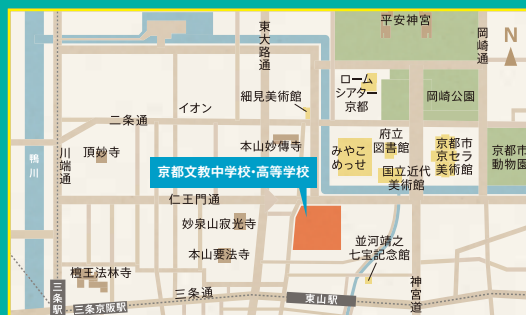 平安神宮
東大路通
岡崎通
N
ローム
シアター
京都
岡崎公園
細見美術館
イオン
二条通
府立
図書館
みやこ
めっせ
京都市
京セラ
美術館
京都市
動物園
国立近代
美術館
本山妙傳寺
鴨川
川端通
頂妙寺
京都文教中学校・高等学校
仁王門通
妙泉山寂光寺
本山要法寺
並河靖之
七宝記念館
檀王法林寺
三条駅
三条京阪駅
三条通
東山駅
神宮道